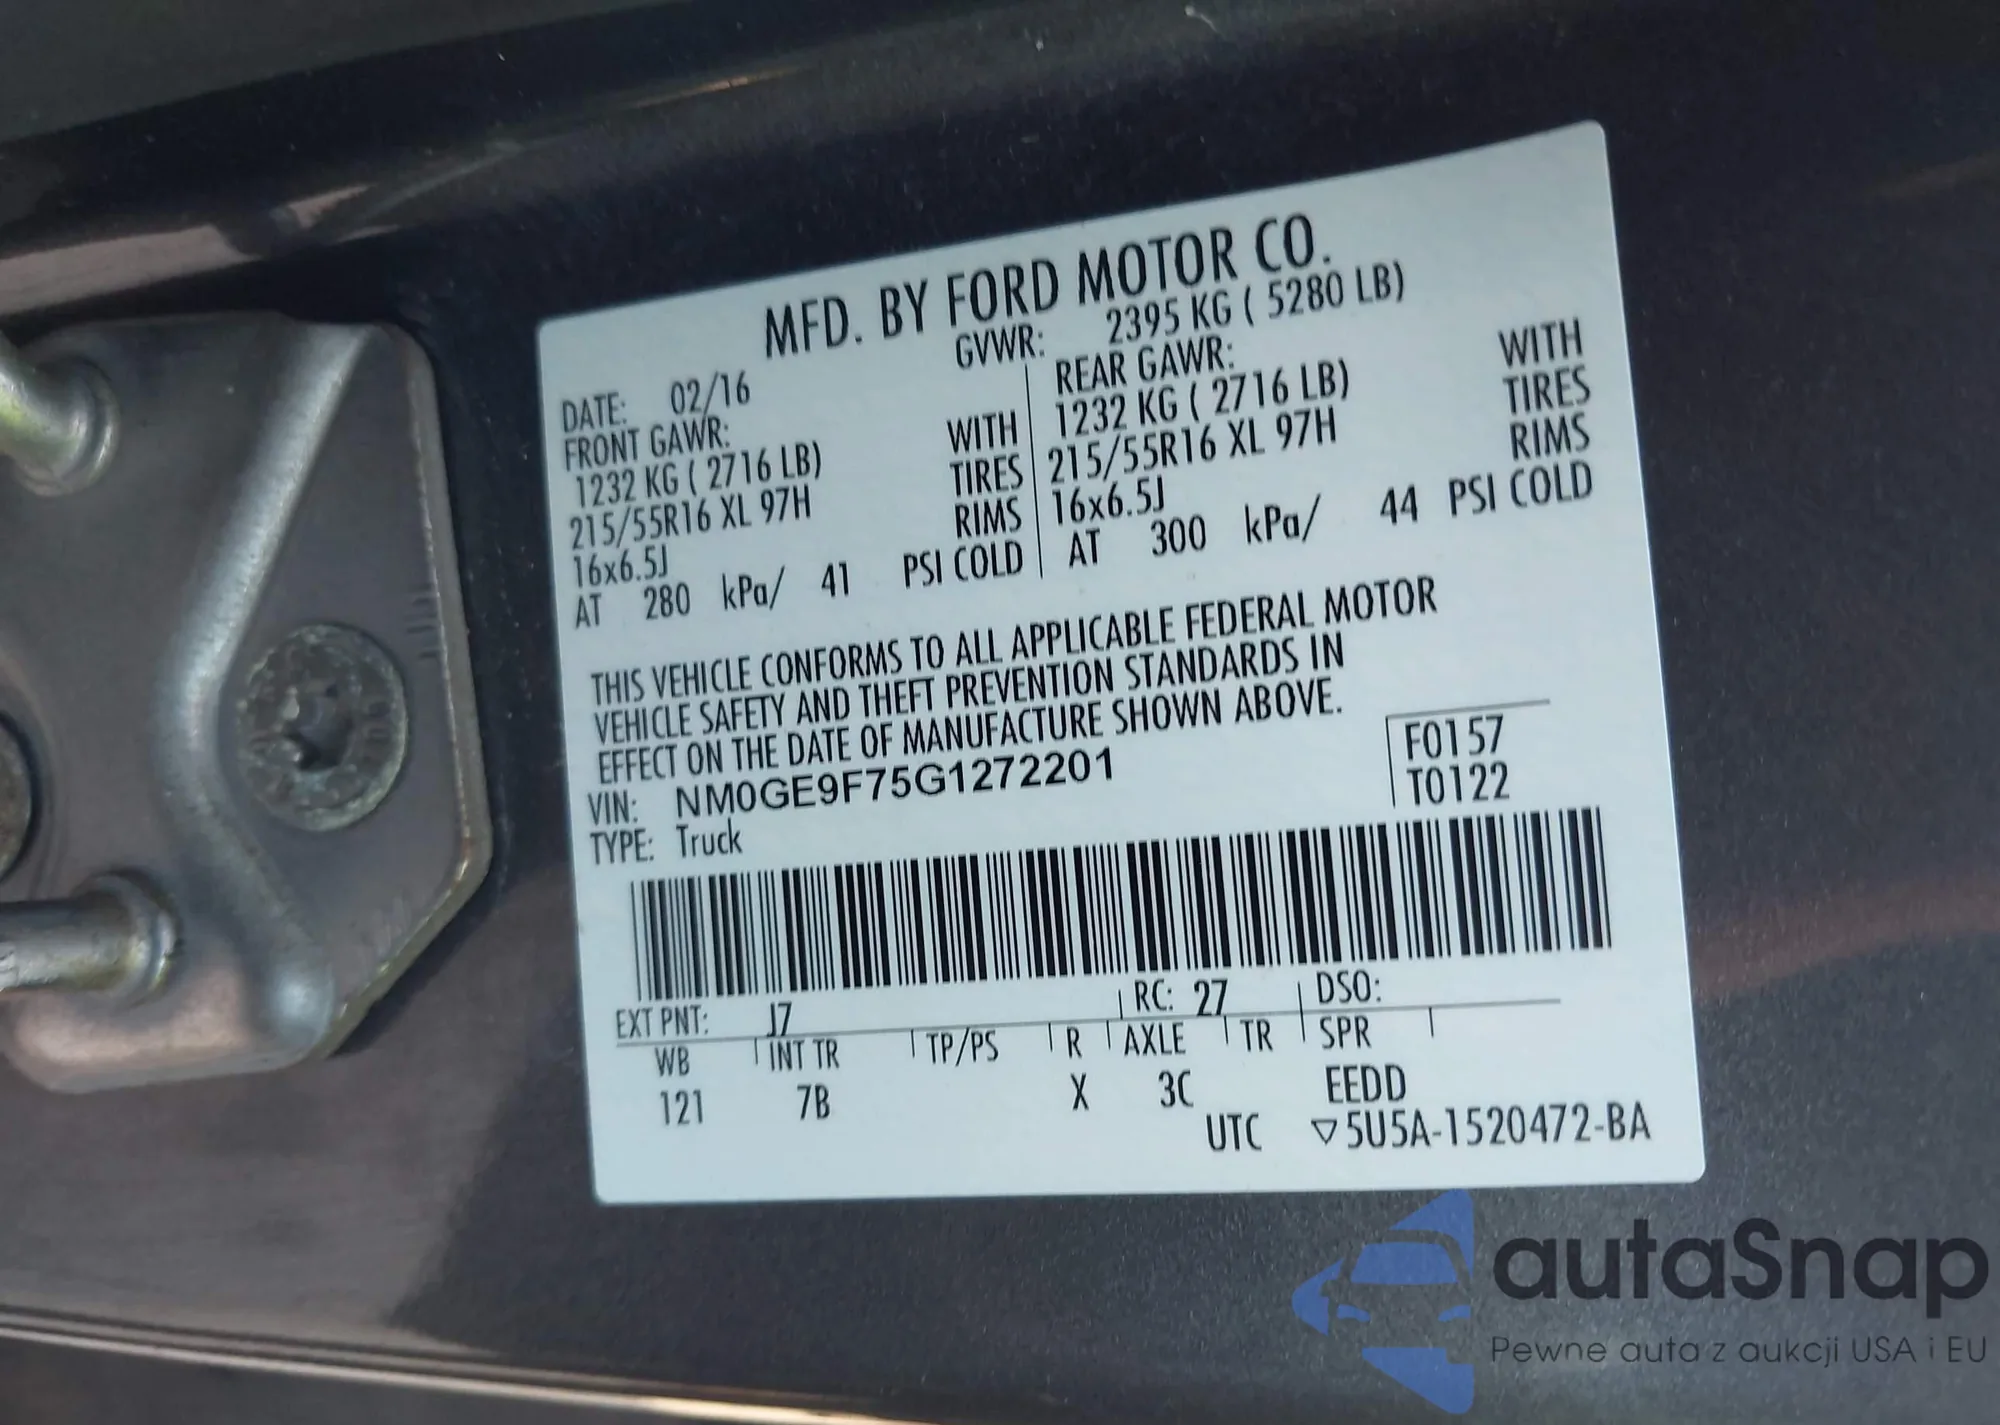 MFD. BY FORD MOTOR CO.
DATE: 02/16 GVWR: 2395 KG ( 5280 LB)
FRONT GAWR: REAR GAWR:
1232 KG ( 2716 LB) WITH 1232 KG ( 2716 LB) WITH
215/55R16 XL 97H TIRES 215/55R16 XL 97H TIRES
16x6.5J RIMS 16x6.5J RIMS
AT 280 kPa/ 41 PSI COLD AT 300 kPa/ 44 PSI COLD
THIS VEHICLE CONFORMS TO ALL APPLICABLE FEDERAL MOTOR
VEHICLE SAFETY AND THEFT PREVENTION STANDARDS IN
EFFECT ON THE DATE OF MANUFACTURE SHOWN ABOVE.
VIN: NM0GE9F75G1272201 F0157
TYPE: Truck T0122
EXT PNT: J7 RC: 27 DSO:
WB INT TR TP/PS R AXLE TR SPR
121 7B X 3C EEDD
UTC ▽5U5A-1520472-BA
autaSnap
Pewne auta z aukcji USA i EU